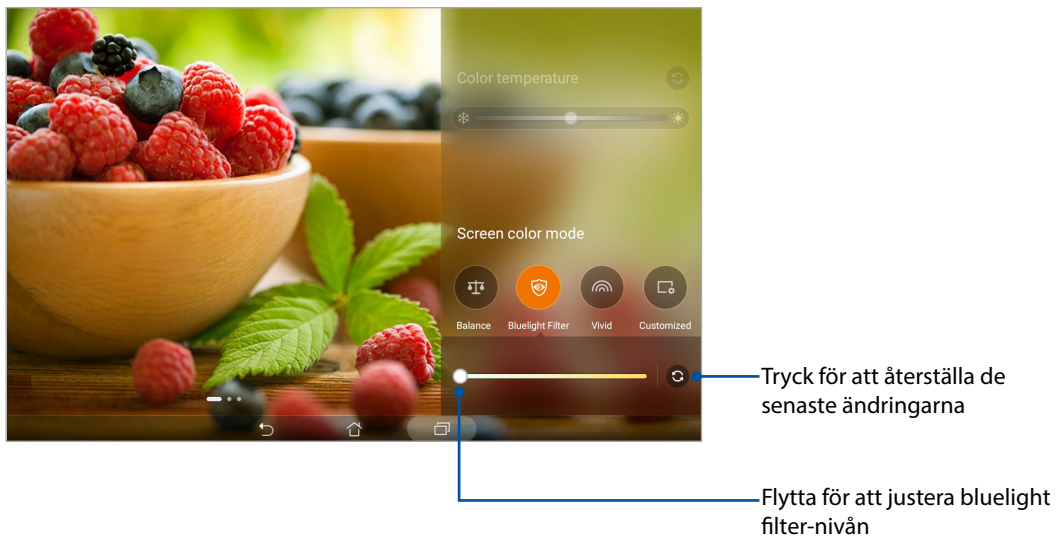 Color temperature
Screen color mode
Balance
Bluelight Filter
Vivid
Customized
Tryck för att återställa de
senaste ändringarna
Flytta för att justera bluelight
filter-nivån